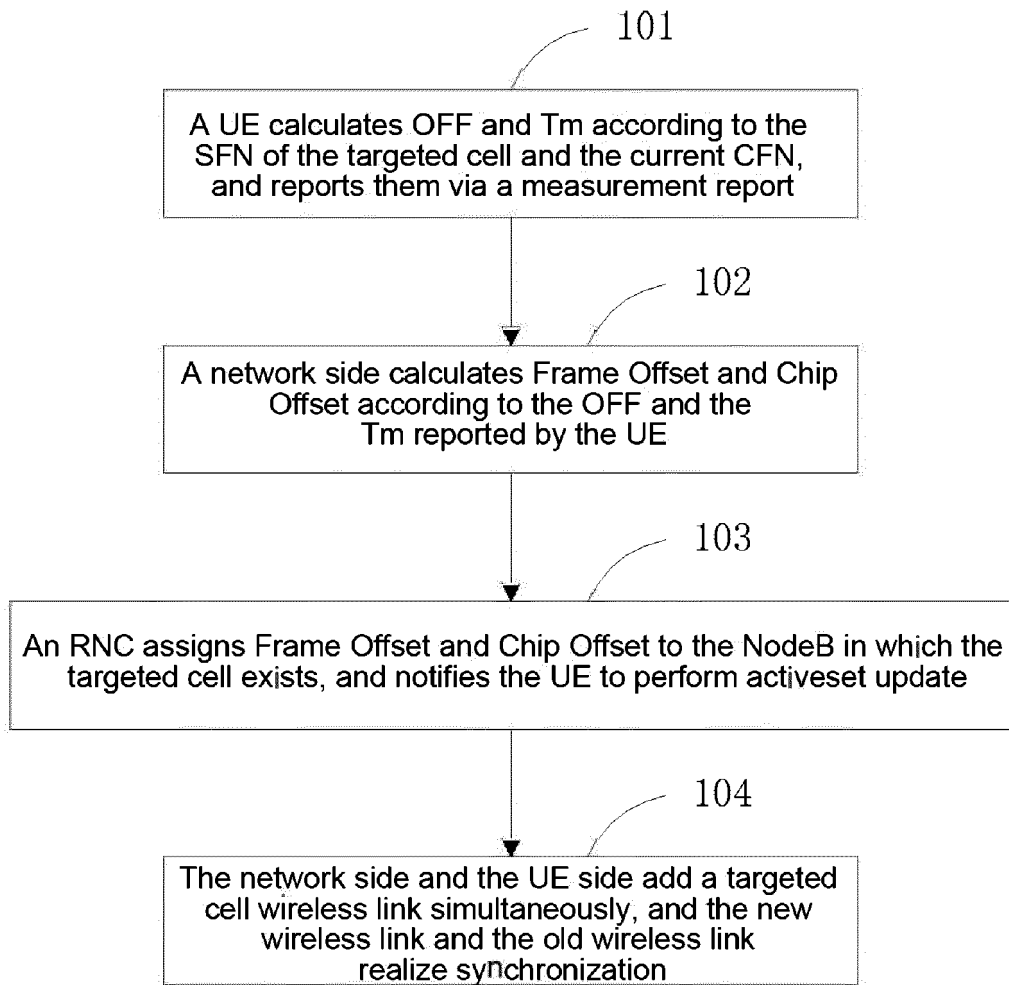 101
A UE calculates OFF and Tm according to the
SFN of the targeted cell and the current CFN,
and reports them via a measurement report
102
A network side calculates Frame Offset and Chip
Offset according to the OFF and the
Tm reported by the UE
103
An RNC assigns Frame Offset and Chip Offset to the NodeB in which the
targeted cell exists, and notifies the UE to perform activeset update
104
The network side and the UE side add a targeted
cell wireless link simultaneously, and the new
wireless link and the old wireless link
realize synchronization